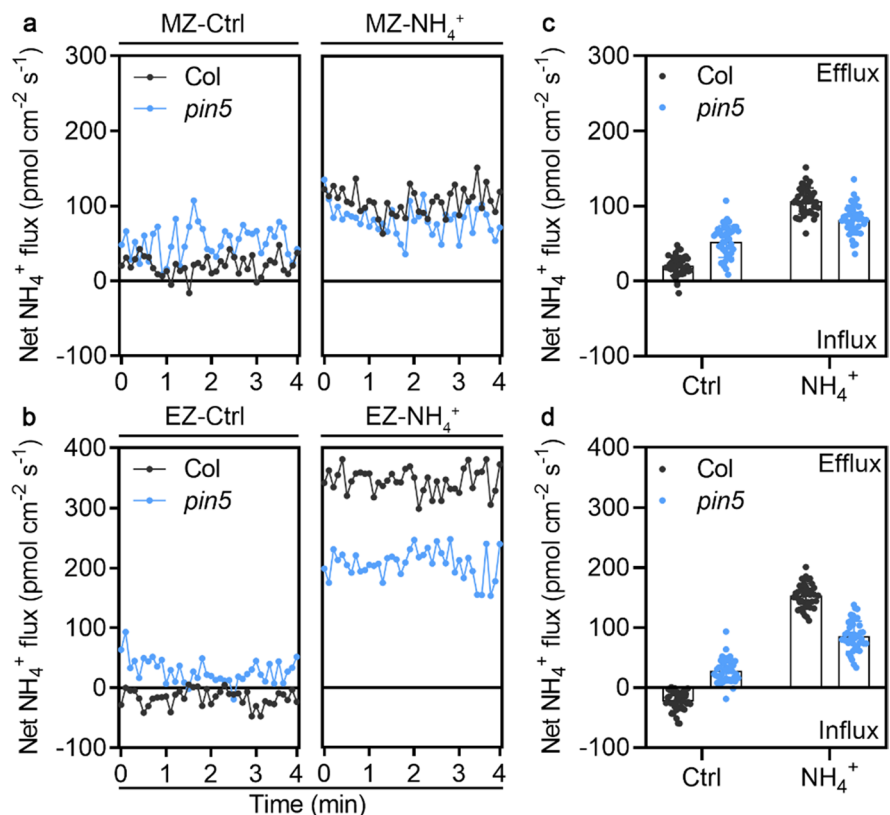 a
MZ-Ctrl
MZ-NH₄⁺
Net NH₄⁺ flux (pmol cm⁻² s⁻¹)
300
200
100
0
-100
Col
pin5
0 1 2 3 4
0 1 2 3 4
c
Net NH₄⁺ flux (pmol cm⁻² s⁻¹)
300
200
100
0
-100
Col
pin5
Efflux
Influx
Ctrl
NH₄⁺
b
EZ-Ctrl
EZ-NH₄⁺
Net NH₄⁺ flux (pmol cm⁻² s⁻¹)
400
300
200
100
0
-100
Col
pin5
0 1 2 3 4
0 1 2 3 4
Time (min)
d
Net NH₄⁺ flux (pmol cm⁻² s⁻¹)
400
300
200
100
0
-100
Col
pin5
Efflux
Influx
Ctrl
NH₄⁺